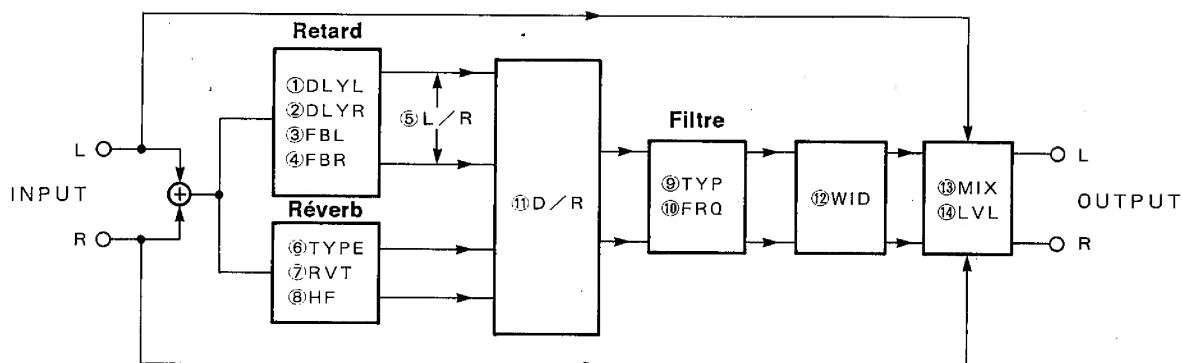 Retard
①DLYL
②DLYR
③FBL
④FBR
⑤L/R
L
INPUT
R
Réverb
⑥TYPE
⑦RVT
⑧HF
⑪D/R
Filtre
⑨TYP
⑩FRQ
⑫WID
⑬MIX
⑭LVL
L
OUTPUT
R